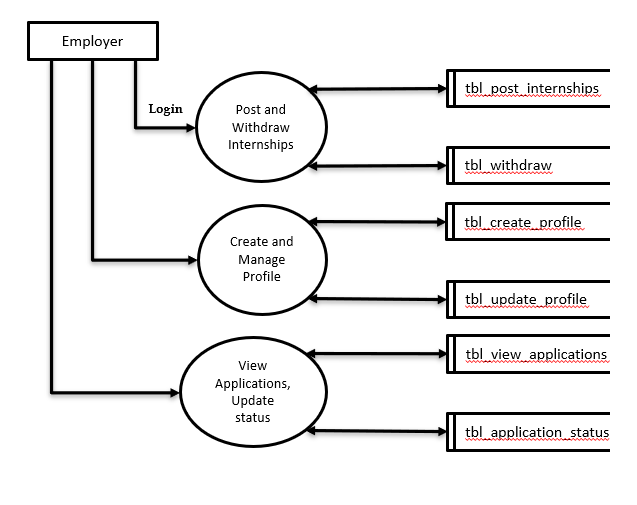 Employer
Login
Post and
Withdraw
Internships
tbl_post_internships
tbl_withdraw
Create and
Manage
Profile
tbl_create_profile
tbl_update_profile
View
Applications,
Update
status
tbl_view_applications
tbl_application_status